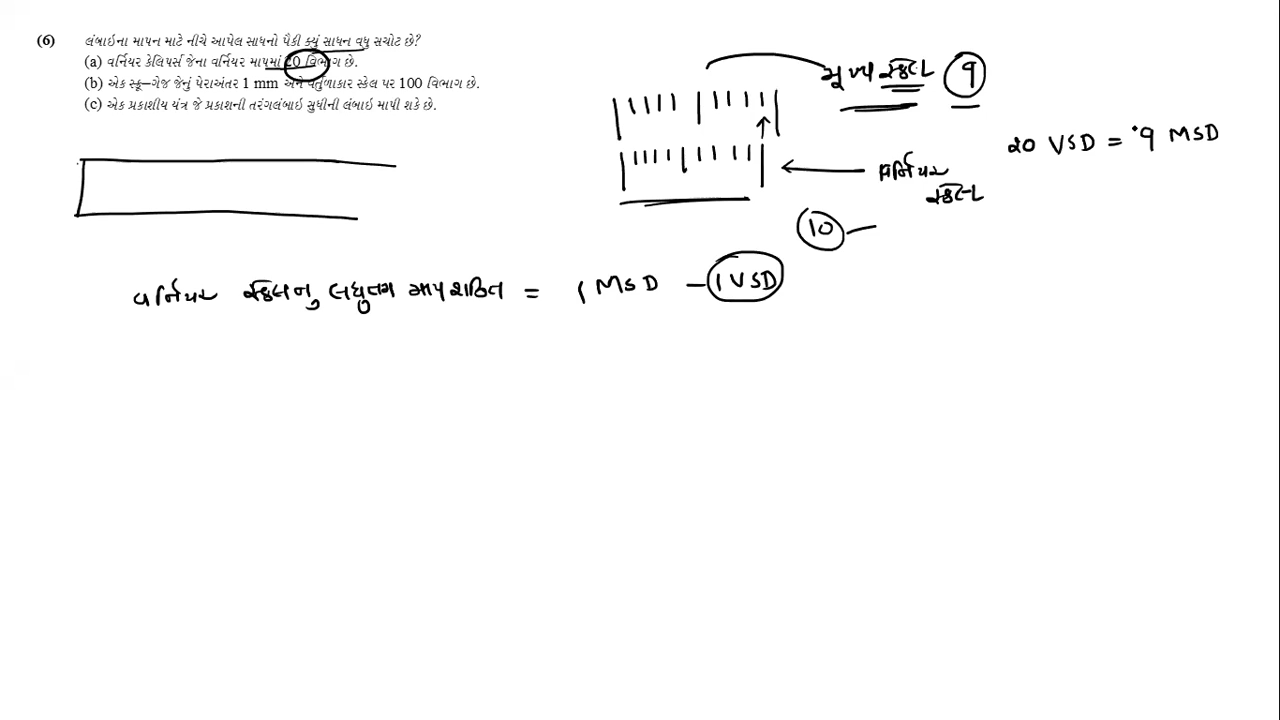 (6) લંબાઈના માપન માટે નીચે આપેલ સાધનો પૈકી ક્યું સાધન વધુ સચોટ છે?
(a) વર્નિયર કેલિપર્સ જેના વર્નિયર માપમાં 20 વિભાગ છે.
(b) એક સ્ક્રૂ–ગેજ જેનું પેરાઅંતર 1 mm અને વર્તુળાકાર સ્કેલ પર 100 વિભાગ છે.
(c) એક પ્રકાશીય યંત્ર જે પ્રકાશની તરંગલંબાઈ સુધીની લંબાઈ માપી શકે છે.
મુખ્ય સ્કેલ 9
20 VSD = 9 MSD
વર્નિયર
સ્કેલ
10
વર્નિયર સ્કેલનુ લઘુતમ માપશક્તિ = 1 MSD - 1 VSD